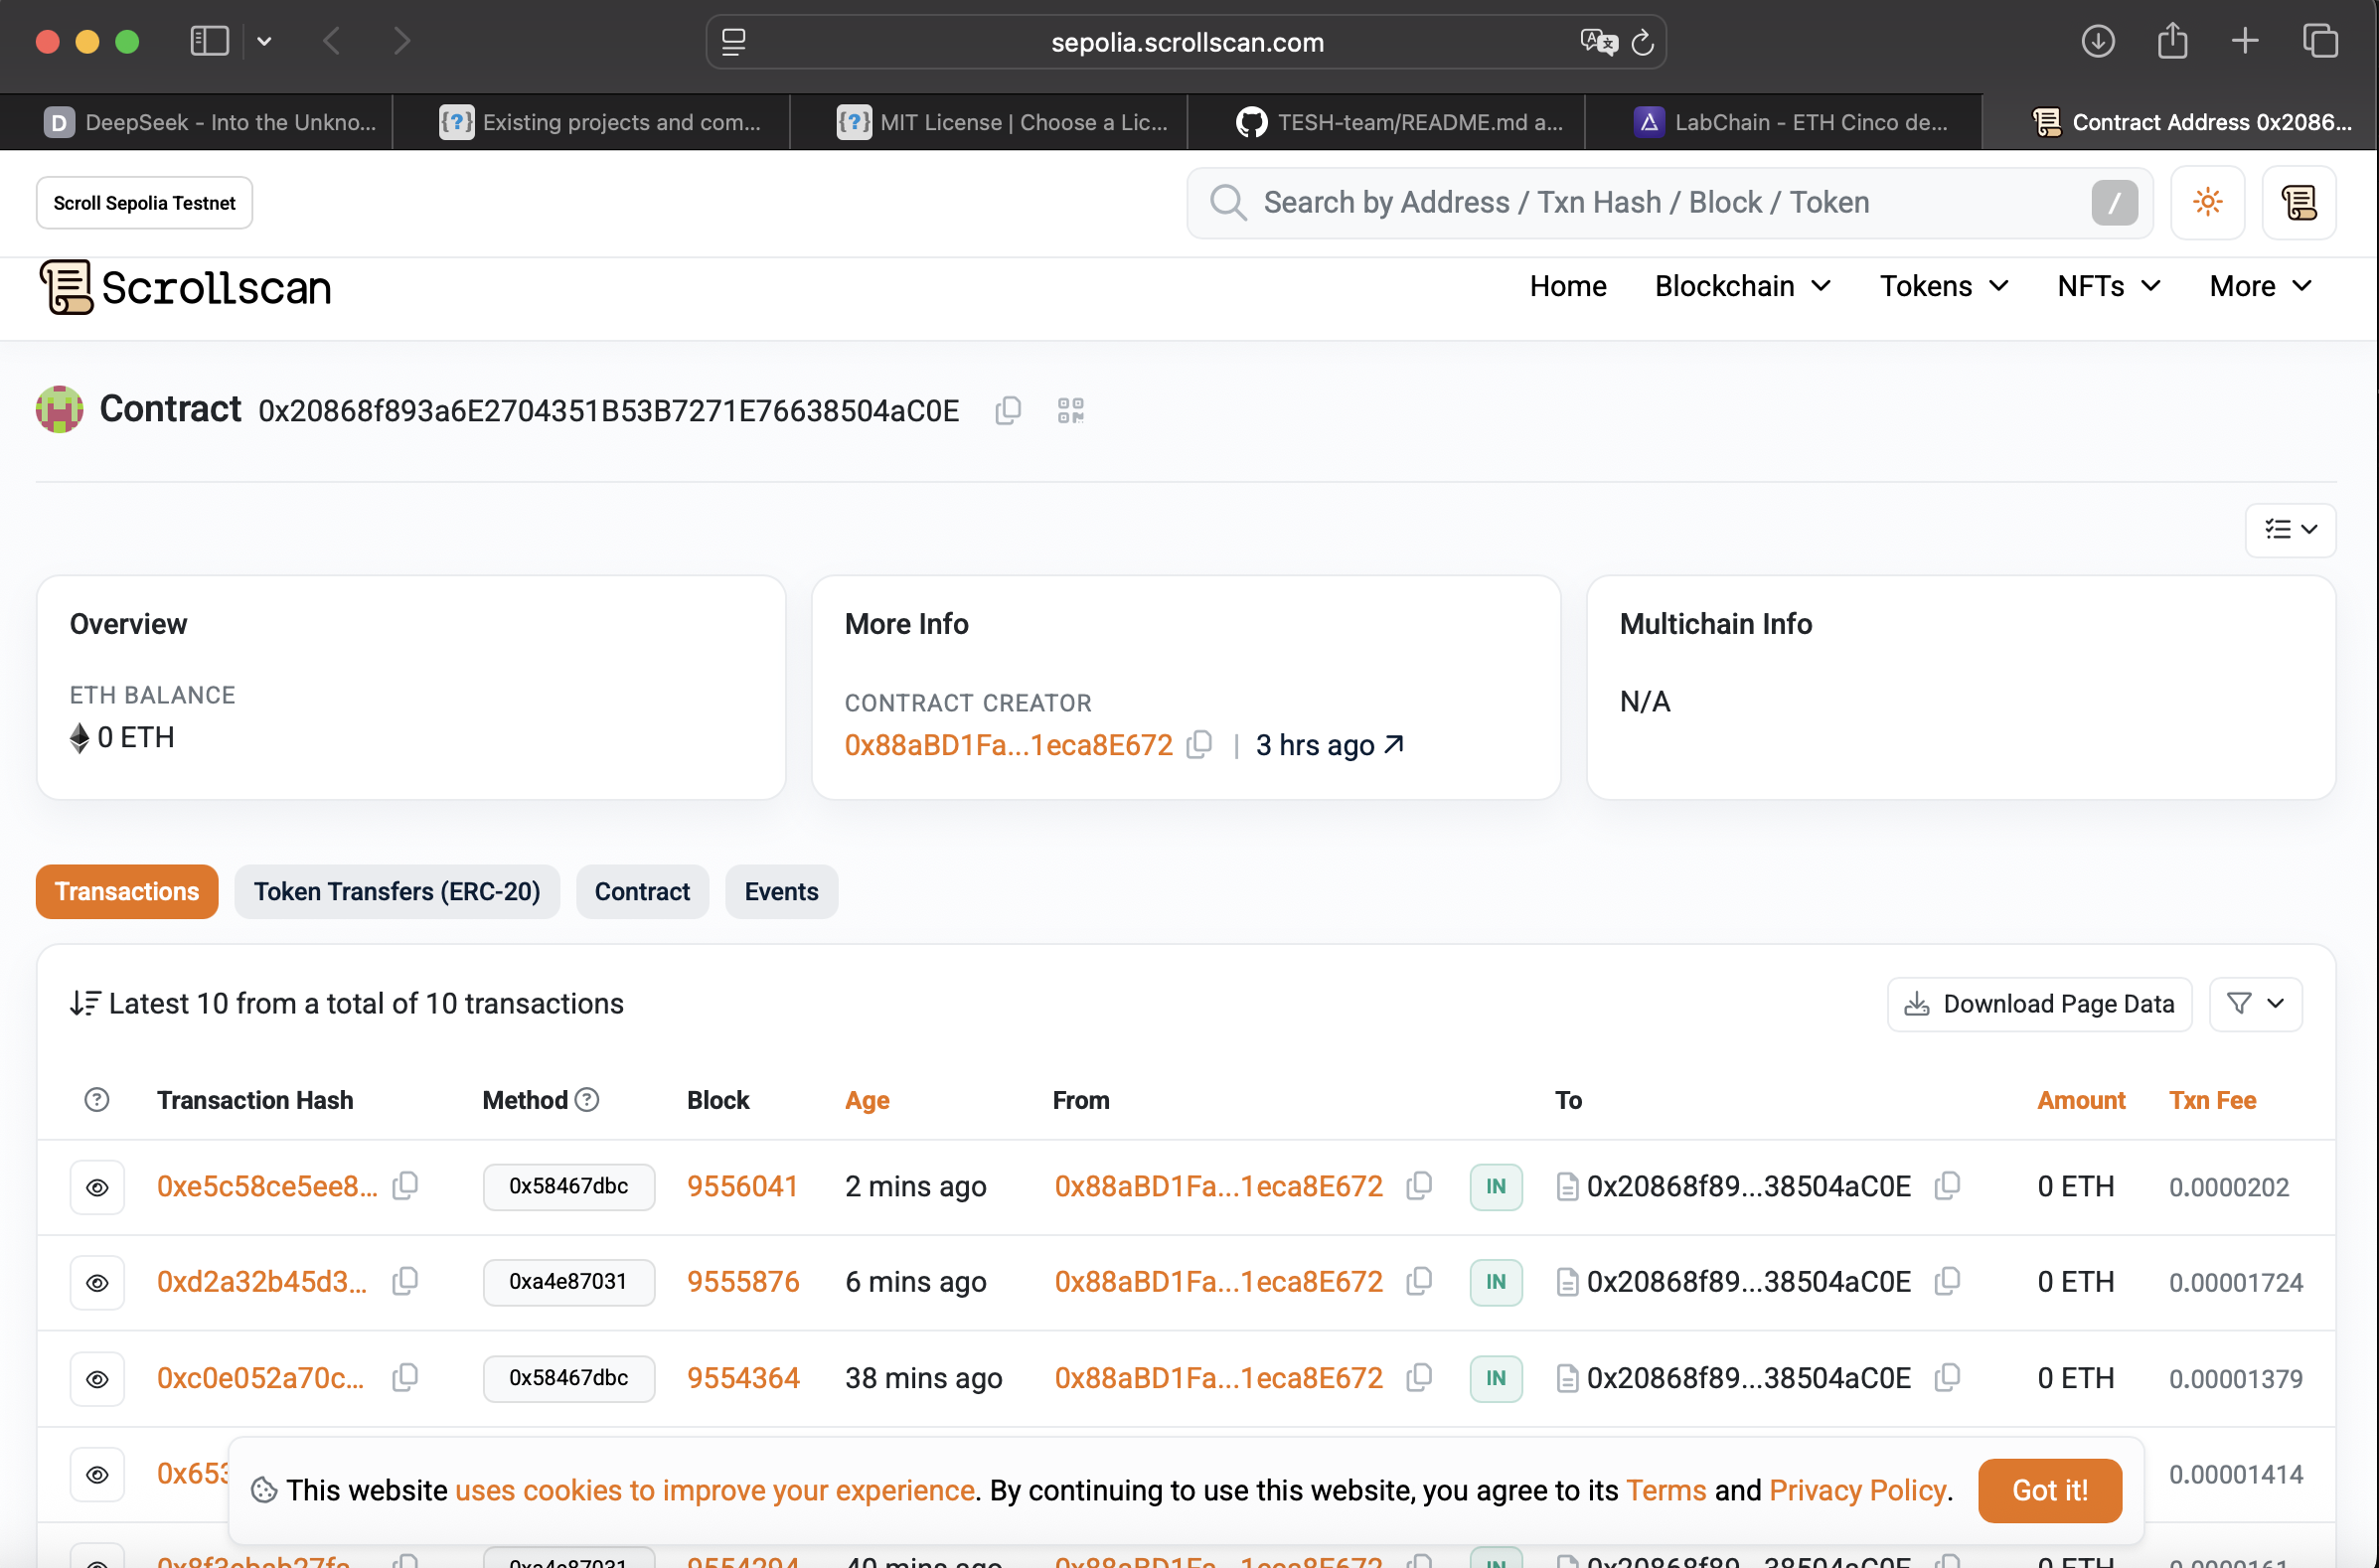 sepolia.scrollscan.com
D DeepSeek - Into the Unkno...
{?} Existing projects and com...
{?} MIT License | Choose a Lic...
TESH-team/README.md a...
LabChain - ETH Cinco de...
Contract Address 0x2086...
Scroll Sepolia Testnet
Search by Address / Txn Hash / Block / Token
/
Scrollscan
Home Blockchain Tokens NFTs More
Contract 0x20868f893a6E2704351B53B7271E76638504aC0E
Overview
ETH BALANCE
0 ETH
More Info
CONTRACT CREATOR
0x88aBD1Fa...1eca8E672 | 3 hrs ago
Multichain Info
N/A
Transactions Token Transfers (ERC-20) Contract Events
Latest 10 from a total of 10 transactions
Download Page Data
Transaction Hash Method Block Age From To Amount Txn Fee
0xe5c58ce5ee8... 0x58467dbc 9556041 2 mins ago 0x88aBD1Fa...1eca8E672 IN 0x20868f89...38504aC0E 0 ETH 0.0000202
0xd2a32b45d3... 0xa4e87031 9555876 6 mins ago 0x88aBD1Fa...1eca8E672 IN 0x20868f89...38504aC0E 0 ETH 0.00001724
0xc0e052a70c... 0x58467dbc 9554364 38 mins ago 0x88aBD1Fa...1eca8E672 IN 0x20868f89...38504aC0E 0 ETH 0.00001379
0x653 0.00001414
This website uses cookies to improve your experience. By continuing to use this website, you agree to its Terms and Privacy Policy. Got it!
0xa4e87031 9554294 40 mins ago 0x88aBD1Fa...1eca8E672 IN 0x20868f89...38504aC0E 0 ETH 0.0000161